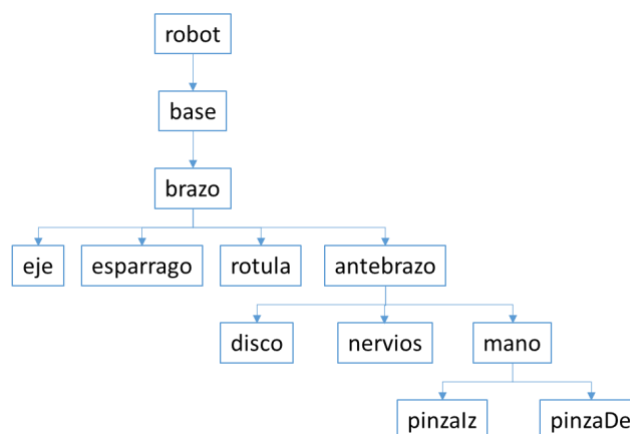 robot
base
brazo
eje esparrago rotula antebrazo
disco nervios mano
pinzaIz pinzaDe